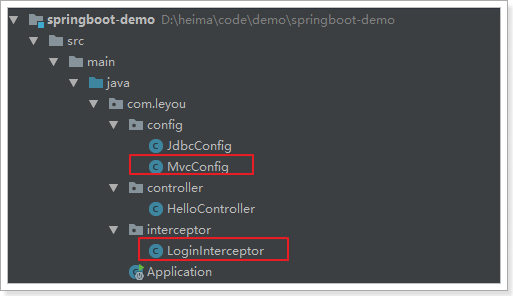 springboot-demo D:\heima\code\demo\springboot-demo
src
main
java
com.leyou
config
JdbcConfig
MvcConfig
controller
HelloController
interceptor
LoginInterceptor
Application